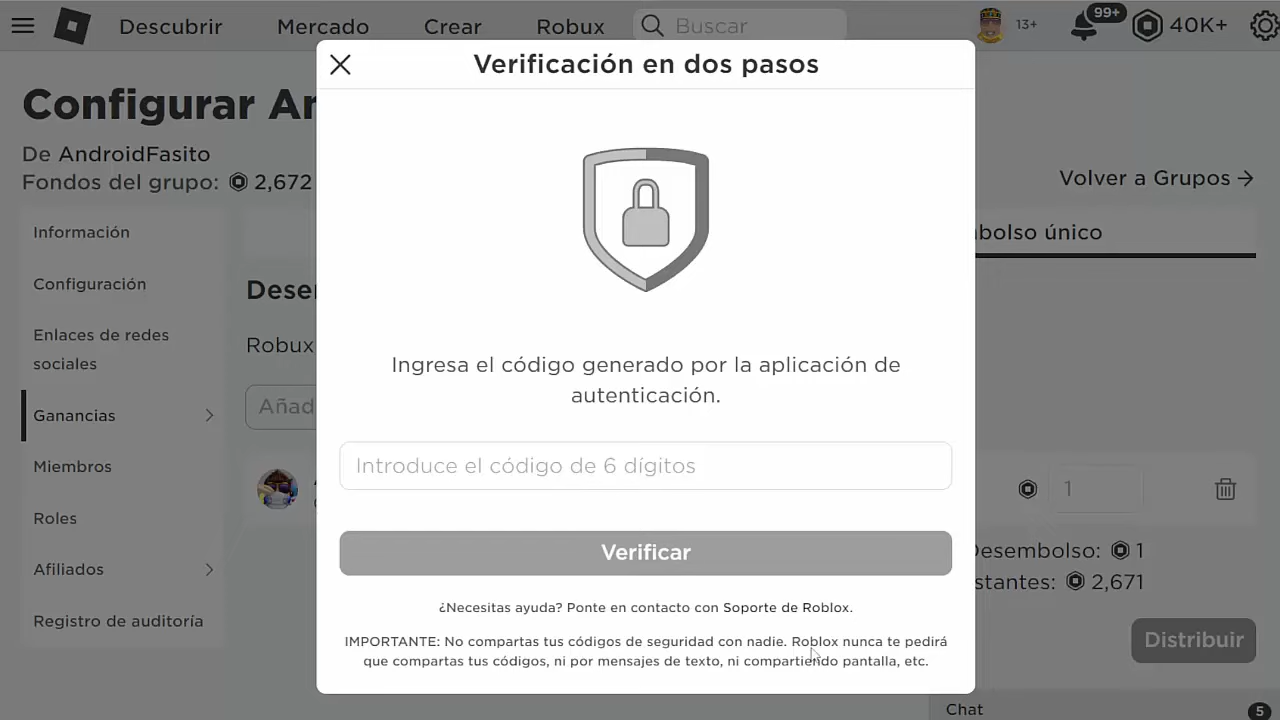 Descubrir Mercado Crear Robux Buscar 13+ 99+ 40K+
Verificación en dos pasos
Configurar Ar
De AndroidFasito
Fondos del grupo: 2,672
Volver a Grupos
Información
bolso único
Configuración
Dese
Enlaces de redes
sociales
Robux
Ingresa el código generado por la aplicación de
autenticación.
Ganancias
Añad
Miembros
Introduce el código de 6 dígitos
1
Roles
Verificar
Desembolso: 1
Afiliados
stantes: 2,671
Registro de auditoría
¿Necesitas ayuda? Ponte en contacto con Soporte de Roblox.
IMPORTANTE: No compartas tus códigos de seguridad con nadie. Roblox nunca te pedirá
que compartas tus códigos, ni por mensajes de texto, ni compartiendo pantalla, etc.
Distribuir
Chat 5